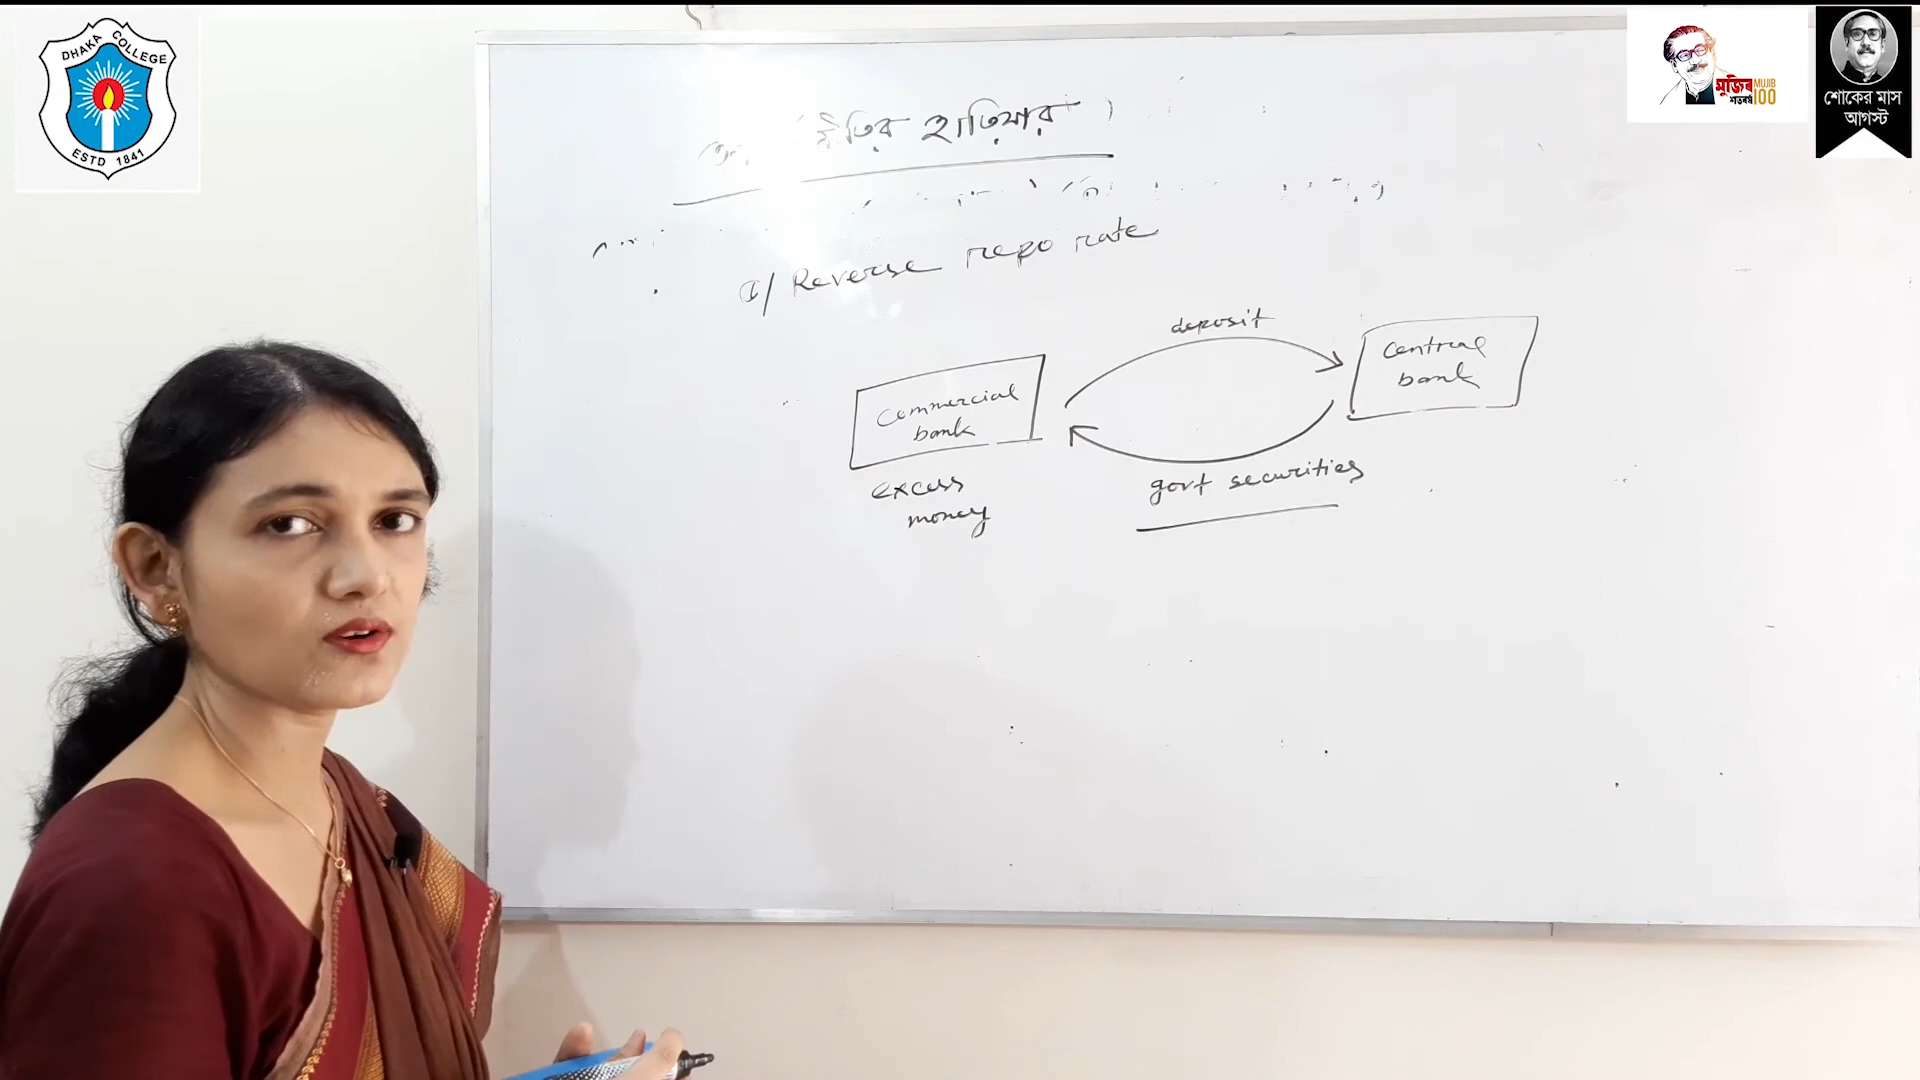 DHAKA COLLEGE
ESTD 1841
মুজিব MUJIB
শতবর্ষ 100
শোকের মাস
আগস্ট
হাতিয়ার
Reverse repo rate
deposit
Central
bank
Commercial
bank
govt securities
excess
money